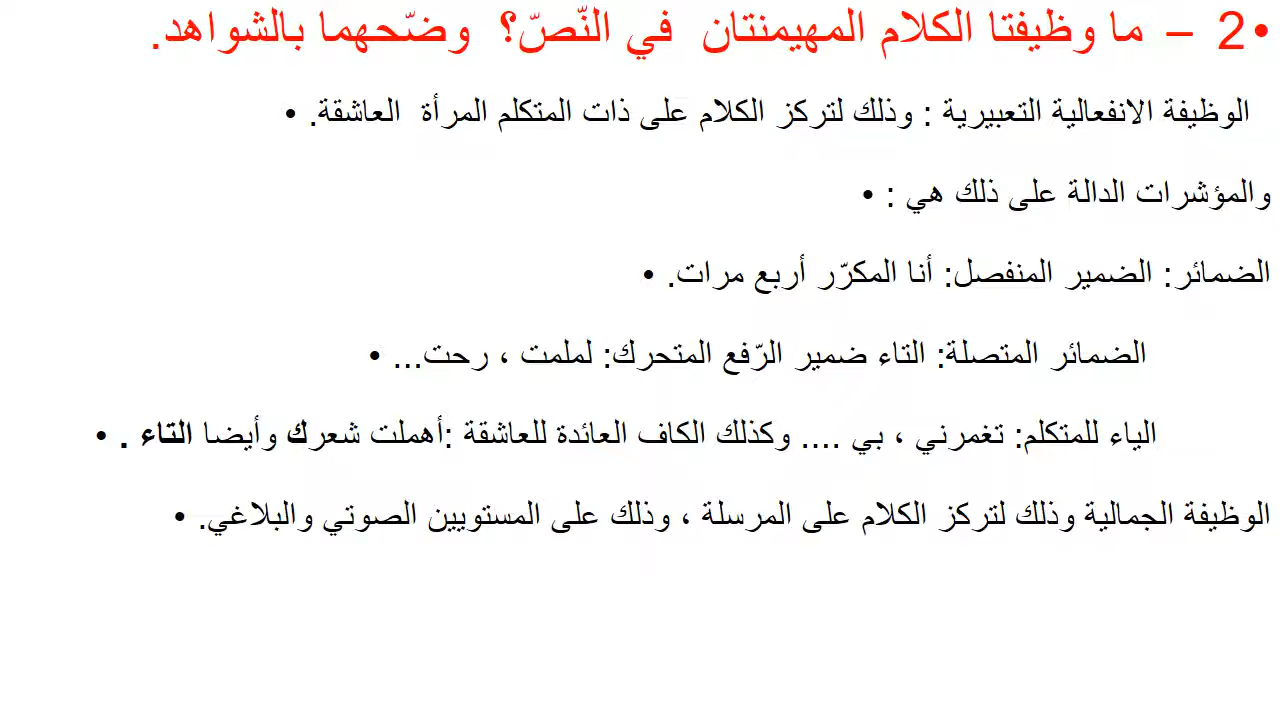 •2 – ما وظيفتا الكلام المهيمنتان في النّصّ؟ وضّحهما بالشواهد.
الوظيفة الانفعالية التعبيرية : وذلك لتركز الكلام على ذات المتكلم المرأة العاشقة. •
والمؤشرات الدالة على ذلك هي : •
الضمائر: الضمير المنفصل: أنا المكرّر أربع مرات. •
الضمائر المتصلة: التاء ضمير الرّفع المتحرك: لملمت ، رحت... •
الياء للمتكلم: تغمرني ، بي .... وكذلك الكاف العائدة للعاشقة :أهملت شعرك وأيضا التاء . •
الوظيفة الجمالية وذلك لتركز الكلام على المرسلة ، وذلك على المستويين الصوتي والبلاغي. •